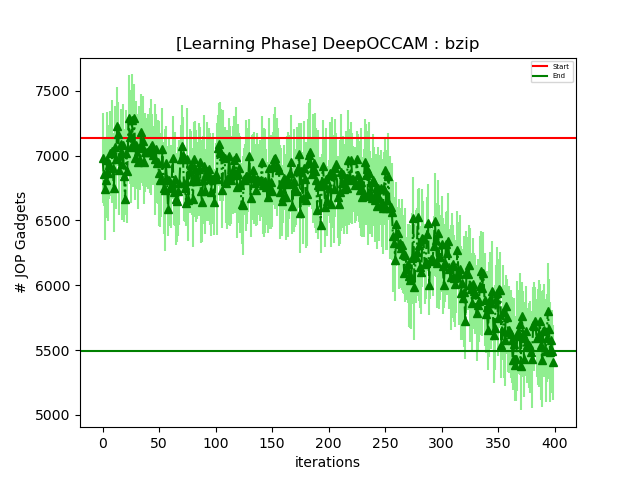 [Learning Phase] DeepOCCAM : bzip
Start
End
7500
7000
6500
6000
5500
5000
# JOP Gadgets
0 50 100 150 200 250 300 350 400
iterations